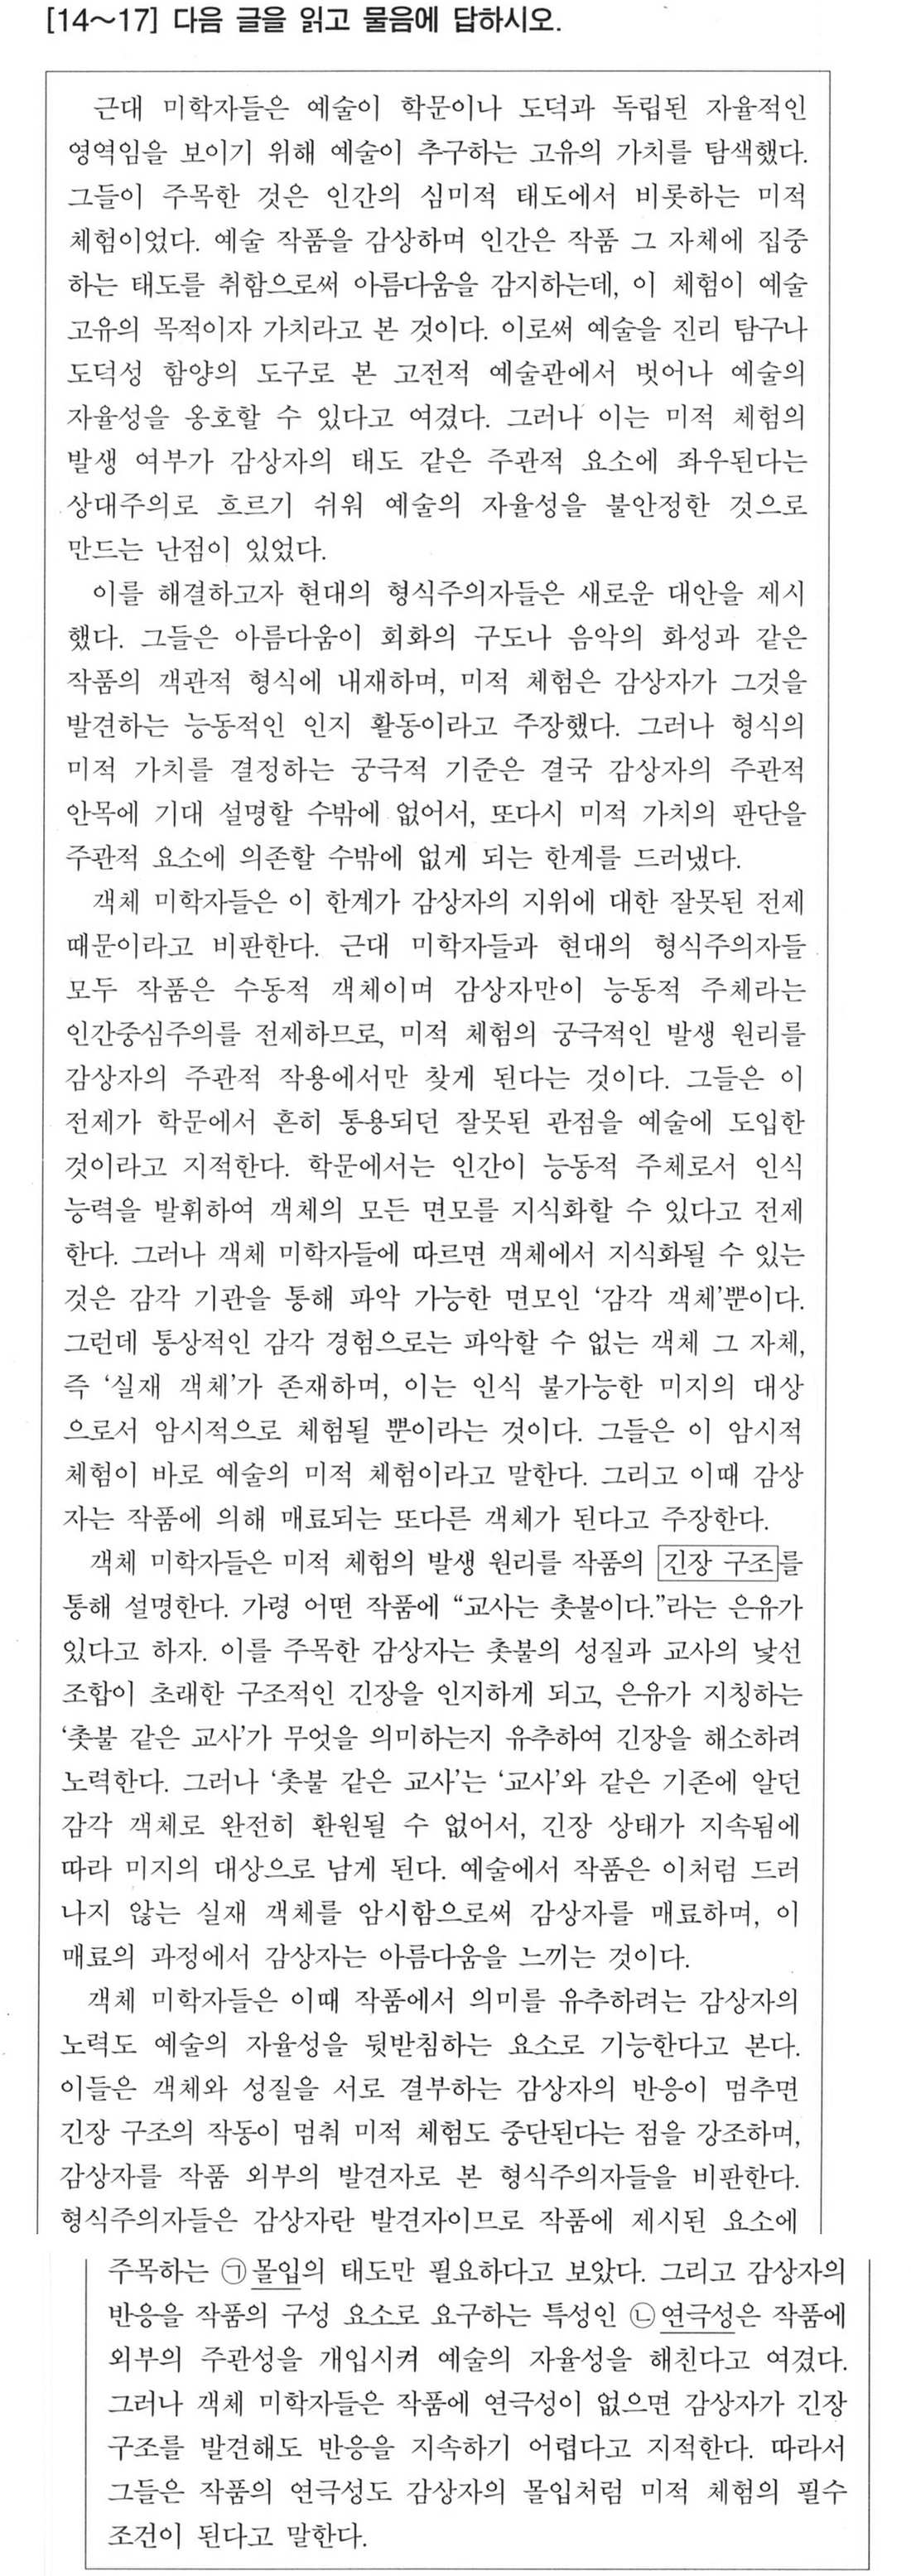 [14～17] 다음 글을 읽고 물음에 답하시오.
근대 미학자들은 예술이 학문이나 도덕과 독립된 자율적인
영역임을 보이기 위해 예술이 추구하는 고유의 가치를 탐색했다.
그들이 주목한 것은 인간의 심미적 태도에서 비롯하는 미적
체험이었다. 예술 작품을 감상하며 인간은 작품 그 자체에 집중
하는 태도를 취함으로써 아름다움을 감지하는데, 이 체험이 예술
고유의 목적이자 가치라고 본 것이다. 이로써 예술을 진리 탐구나
도덕성 함양의 도구로 본 고전적 예술관에서 벗어나 예술의
자율성을 옹호할 수 있다고 여겼다. 그러나 이는 미적 체험의
발생 여부가 감상자의 태도 같은 주관적 요소에 좌우된다는
상대주의로 흐르기 쉬워 예술의 자율성을 불안정한 것으로
만드는 난점이 있었다.
이를 해결하고자 현대의 형식주의자들은 새로운 대안을 제시
했다. 그들은 아름다움이 회화의 구도나 음악의 화성과 같은
작품의 객관적 형식에 내재하며, 미적 체험은 감상자가 그것을
발견하는 능동적인 인지 활동이라고 주장했다. 그러나 형식의
미적 가치를 결정하는 궁극적 기준은 결국 감상자의 주관적
안목에 기대 설명할 수밖에 없어서, 또다시 미적 가치의 판단을
주관적 요소에 의존할 수밖에 없게 되는 한계를 드러냈다.
객체 미학자들은 이 한계가 감상자의 지위에 대한 잘못된 전제
때문이라고 비판한다. 근대 미학자들과 현대의 형식주의자들
모두 작품은 수동적 객체이며 감상자만이 능동적 주체라는
인간중심주의를 전제하므로, 미적 체험의 궁극적인 발생 원리를
감상자의 주관적 작용에서만 찾게 된다는 것이다. 그들은 이
전제가 학문에서 흔히 통용되던 잘못된 관점을 예술에 도입한
것이라고 지적한다. 학문에서는 인간이 능동적 주체로서 인식
능력을 발휘하여 객체의 모든 면모를 지식화할 수 있다고 전제
한다. 그러나 객체 미학자들에 따르면 객체에서 지식화될 수 있는
것은 감각 기관을 통해 파악 가능한 면모인 ‘감각 객체’뿐이다.
그런데 통상적인 감각 경험으로는 파악할 수 없는 객체 그 자체,
즉 ‘실재 객체’가 존재하며, 이는 인식 불가능한 미지의 대상
으로서 암시적으로 체험될 뿐이라는 것이다. 그들은 이 암시적
체험이 바로 예술의 미적 체험이라고 말한다. 그리고 이때 감상
자는 작품에 의해 매료되는 또다른 객체가 된다고 주장한다.
객체 미학자들은 미적 체험의 발생 원리를 작품의 긴장 구조를
통해 설명한다. 가령 어떤 작품에 “교사는 촛불이다.”라는 은유가
있다고 하자. 이를 주목한 감상자는 촛불의 성질과 교사의 낯선
조합이 초래한 구조적인 긴장을 인지하게 되고, 은유가 지칭하는
‘촛불 같은 교사’가 무엇을 의미하는지 유추하여 긴장을 해소하려
노력한다. 그러나 ‘촛불 같은 교사’는 ‘교사’와 같은 기존에 알던
감각 객체로 완전히 환원될 수 없어서, 긴장 상태가 지속됨에
따라 미지의 대상으로 남게 된다. 예술에서 작품은 이처럼 드러
나지 않는 실재 객체를 암시함으로써 감상자를 매료하며, 이
매료의 과정에서 감상자는 아름다움을 느끼는 것이다.
객체 미학자들은 이때 작품에서 의미를 유추하려는 감상자의
노력도 예술의 자율성을 뒷받침하는 요소로 기능한다고 본다.
이들은 객체와 성질을 서로 결부하는 감상자의 반응이 멈추면
긴장 구조의 작동이 멈춰 미적 체험도 중단된다는 점을 강조하며,
감상자를 작품 외부의 발견자로 본 형식주의자들을 비판한다.
형식주의자들은 감상자란 발견자이므로 작품에 제시된 요소에
주목하는 ㉠몰입의 태도만 필요하다고 보았다. 그리고 감상자의
반응을 작품의 구성 요소로 요구하는 특성인 ㉡연극성은 작품에
외부의 주관성을 개입시켜 예술의 자율성을 해친다고 여겼다.
그러나 객체 미학자들은 작품에 연극성이 없으면 감상자가 긴장
구조를 발견해도 반응을 지속하기 어렵다고 지적한다. 따라서
그들은 작품의 연극성도 감상자의 몰입처럼 미적 체험의 필수
조건이 된다고 말한다.